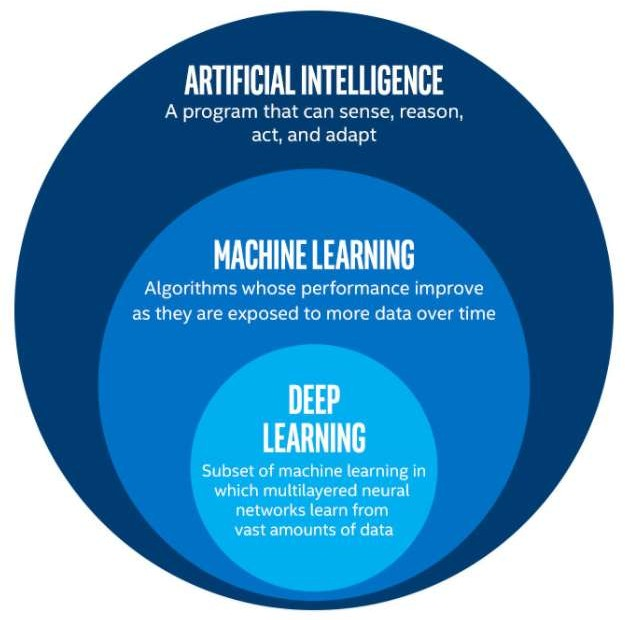 ARTIFICIAL INTELLIGENCE
A program that can sense, reason,
act, and adapt
MACHINE LEARNING
Algorithms whose performance improve
as they are exposed to more data over time
DEEP
LEARNING
Subset of machine learning in
which multilayered neural
networks learn from
vast amounts of data